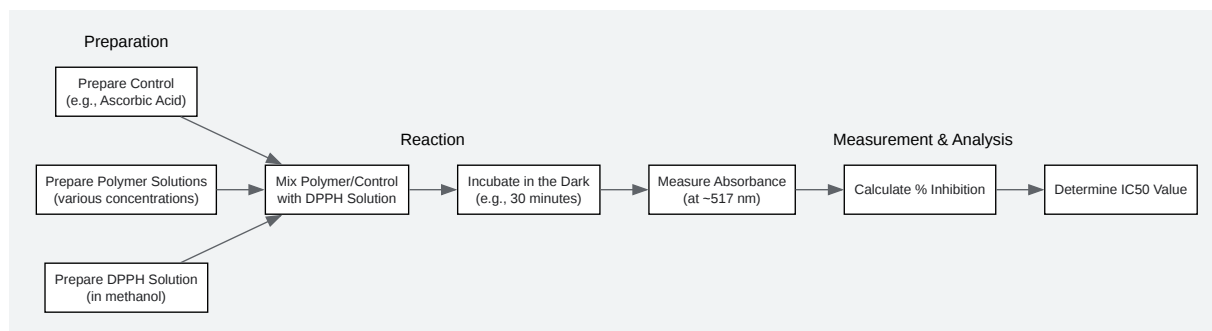 Preparation
Prepare Control
(e.g., Ascorbic Acid)
Prepare Polymer Solutions
(various concentrations)
Prepare DPPH Solution
(in methanol)
Reaction
Mix Polymer/Control
with DPPH Solution
Incubate in the Dark
(e.g., 30 minutes)
Measurement & Analysis
Measure Absorbance
(at ~517 nm)
Calculate % Inhibition
Determine IC50 Value